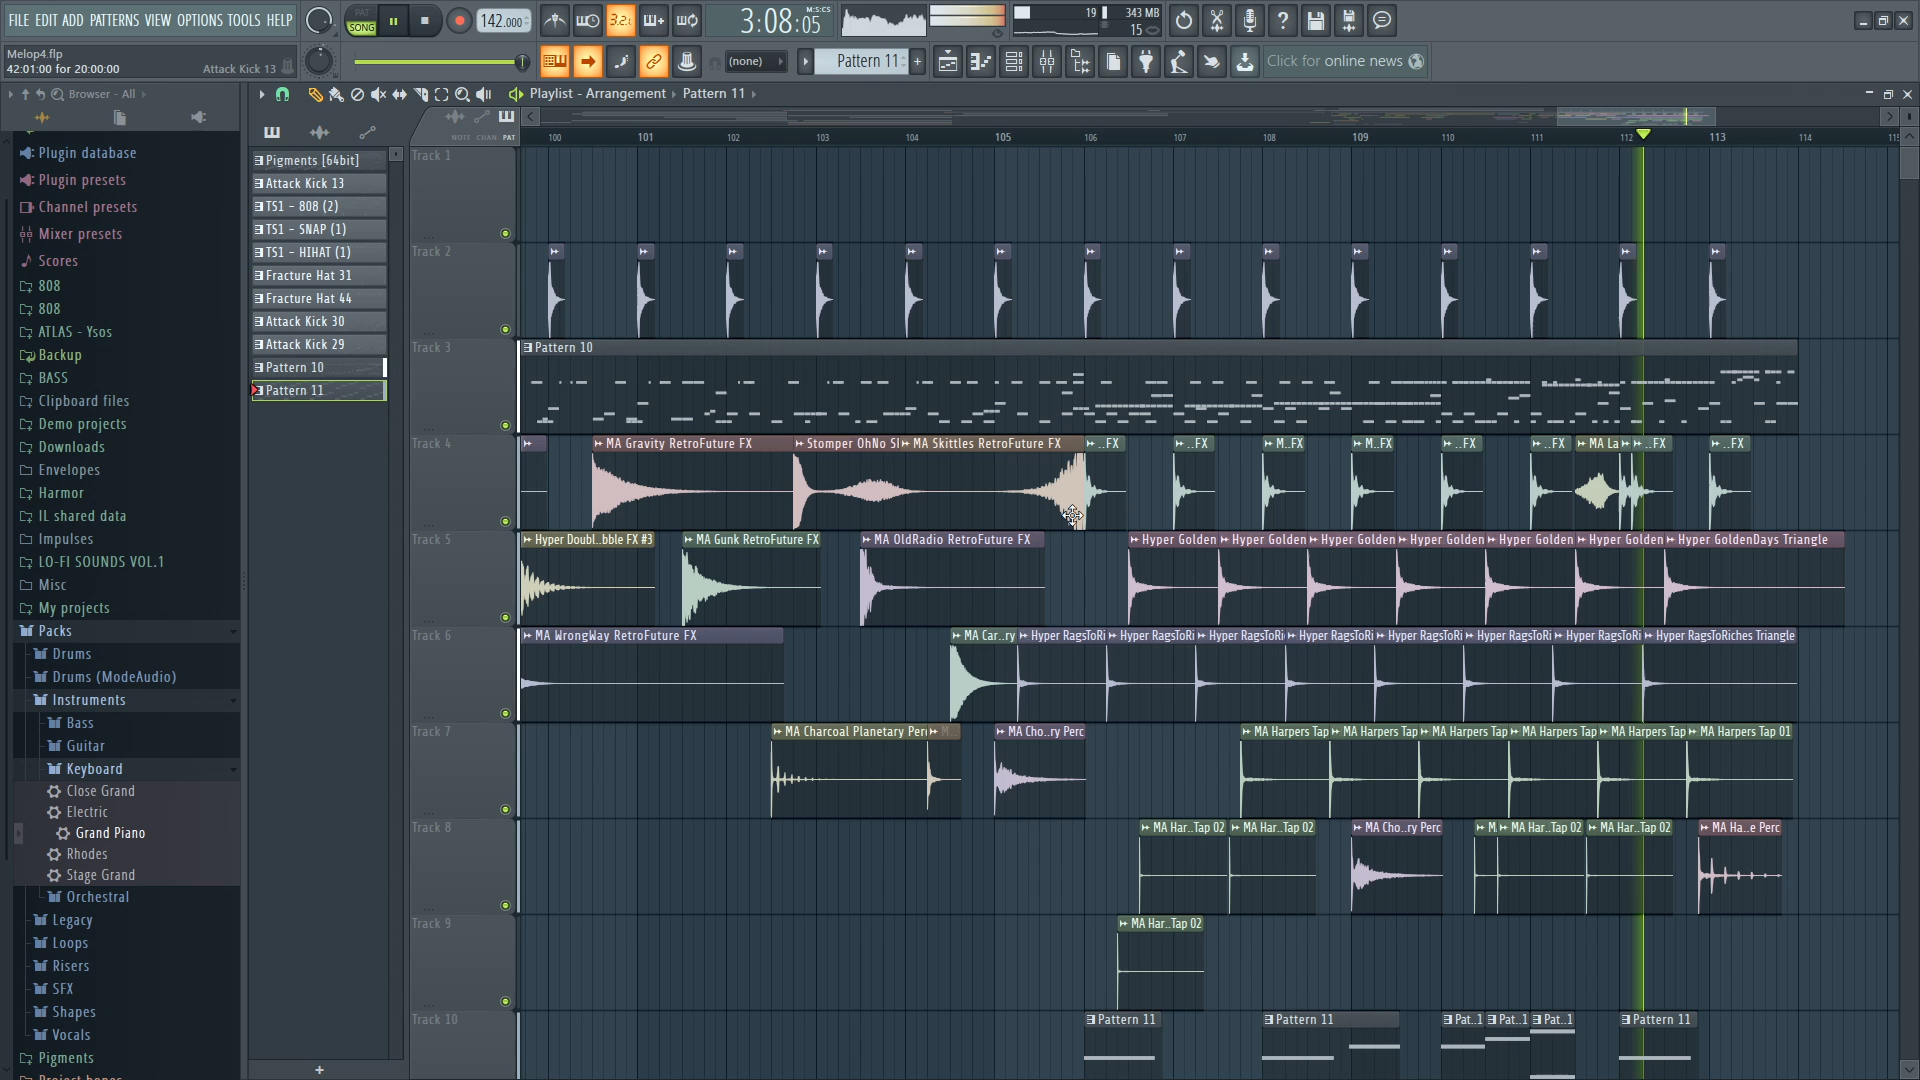 FILE EDIT ADD PATTERNS VIEW OPTIONS TOOLS HELP
PAT
SONG
142.000
3:08:05
M:S:CS
19
343 MB
15
Melop4.flp
42:01:00 for 20:00:00
Attack Kick 13
(none)
Pattern 11
Click for online news
Browser - All
Playlist - Arrangement › Pattern 11
NOTE CHAN PAT
100 101 102 103 104 105 106 107 108 109 110 111 112 113 114
Plugin database
Plugin presets
Channel presets
Mixer presets
Scores
808
808
ATLAS - Ysos
Backup
BASS
Clipboard files
Demo projects
Downloads
Envelopes
Harmor
IL shared data
Impulses
LO-FI SOUNDS VOL.1
Misc
My projects
Packs
Drums
Drums (ModeAudio)
Instruments
Bass
Guitar
Keyboard
Close Grand
Electric
Grand Piano
Rhodes
Stage Grand
Orchestral
Legacy
Loops
Risers
SFX
Shapes
Vocals
Pigments
Pigments [64bit]
Attack Kick 13
TS1 - 808 (2)
TS1 - SNAP (1)
TS1 - HIHAT (1)
Fracture Hat 31
Fracture Hat 44
Attack Kick 30
Attack Kick 29
Pattern 10
Pattern 11
Track 1
Track 2
Track 3
Pattern 10
Track 4
MA Gravity RetroFuture FX Stomper OhNo MA Skittles RetroFuture FX ..FX ..FX M..FX M..FX ..FX ..FX MA La ..FX ..FX
Track 5
Hyper Doubl..bble FX #3 MA Gunk RetroFuture FX MA OldRadio RetroFuture FX Hyper Golden Hyper Golden Hyper Golden Hyper Golden Hyper Golden Hyper Golden Hyper GoldenDays Triangle
Track 6
MA WrongWay RetroFuture FX MA Car..ry Hyper RagsToRi Hyper RagsToRi Hyper RagsToRi Hyper RagsToRi Hyper RagsToRi Hyper RagsToRi Hyper RagsToRi Hyper RagsToRiches Triangle
Track 7
MA Charcoal Planetary Perc MA Cho..ry Perc MA Harpers Tap MA Harpers Tap MA Harpers Tap MA Harpers Tap MA Harpers Tap MA Harpers Tap 01
Track 8
MA Har..Tap 02 MA Har..Tap 02 MA Cho..ry Perc MA Har..Tap 02 MA Har..Tap 02 MA Ha..e Perc
Track 9
MA Har..Tap 02
Track 10
Pattern 11 Pattern 11 Pat..1 Pat..1 Pat..1 Pattern 11